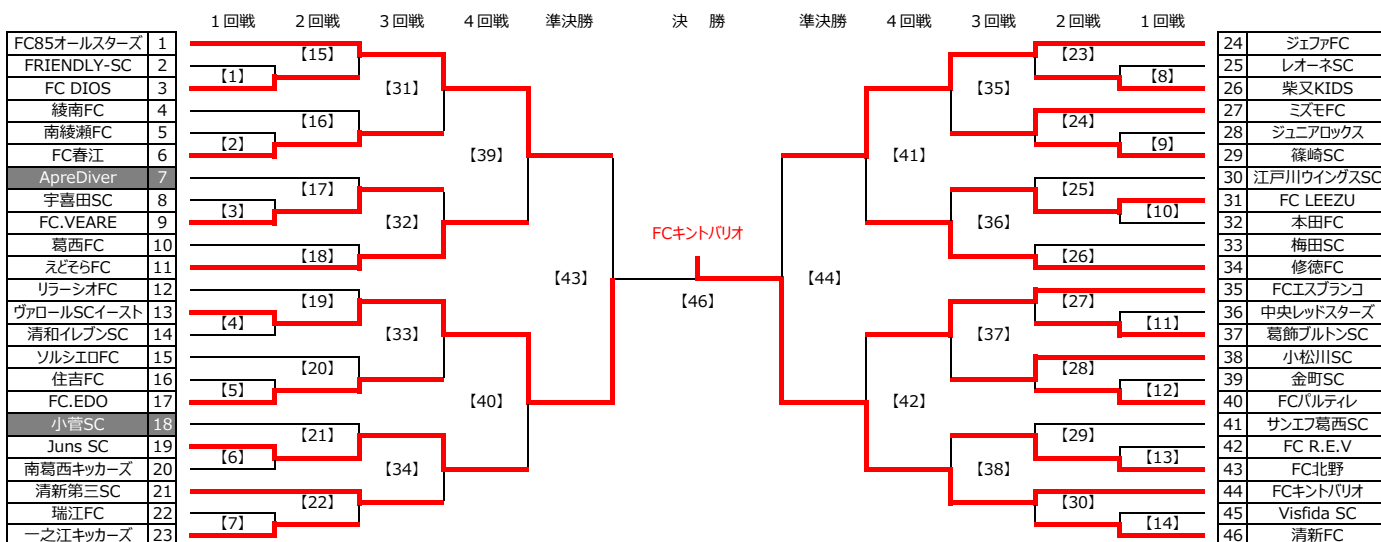 1回戦 2回戦 3回戦 4回戦 準決勝 決 勝 準決勝 4回戦 3回戦 2回戦 1回戦
FC85オールスターズ 1
FRIENDLY-SC 2
FC DIOS 3
綾南FC 4
南綾瀬FC 5
FC春江 6
ApreDiver 7
宇喜田SC 8
FC.VEARE 9
葛西FC 10
えどそらFC 11
リラーシオFC 12
ヴァロールSCイースト 13
清和イレブンSC 14
ソルシエロFC 15
住吉FC 16
FC.EDO 17
小菅SC 18
Juns SC 19
南葛西キッカーズ 20
清新第三SC 21
瑞江FC 22
一之江キッカーズ 23
【1】
【2】
【3】
【4】
【5】
【6】
【7】
【15】
【16】
【17】
【18】
【19】
【20】
【21】
【22】
【31】
【32】
【33】
【34】
【39】
【40】
【43】
FCキントバリオ
【46】
【44】
【41】
【42】
【35】
【36】
【37】
【38】
【23】
【24】
【25】
【26】
【27】
【28】
【29】
【30】
【8】
【9】
【10】
【11】
【12】
【13】
【14】
24 ジェファFC
25 レオーネSC
26 柴又KIDS
27 ミズモFC
28 ジュニアロックス
29 篠崎SC
30 江戸川ウイングスSC
31 FC LEEZU
32 本田FC
33 梅田SC
34 修徳FC
35 FCエスブランコ
36 中央レッドスターズ
37 葛飾ブルトンSC
38 小松川SC
39 金町SC
40 FCパルティレ
41 サンエフ葛西SC
42 FC R.E.V
43 FC北野
44 FCキントバリオ
45 Visfida SC
46 清新FC